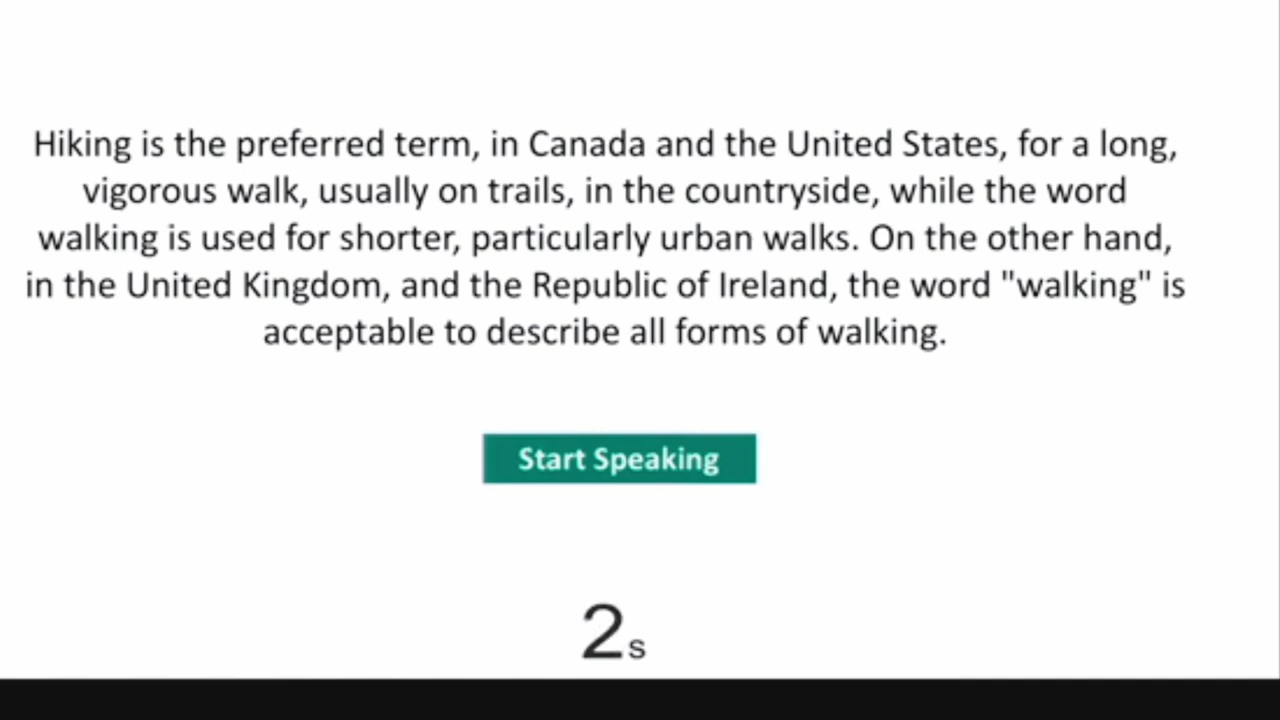 Hiking is the preferred term, in Canada and the United States, for a long,
vigorous walk, usually on trails, in the countryside, while the word
walking is used for shorter, particularly urban walks. On the other hand,
in the United Kingdom, and the Republic of Ireland, the word "walking" is
acceptable to describe all forms of walking.
Start Speaking
2s